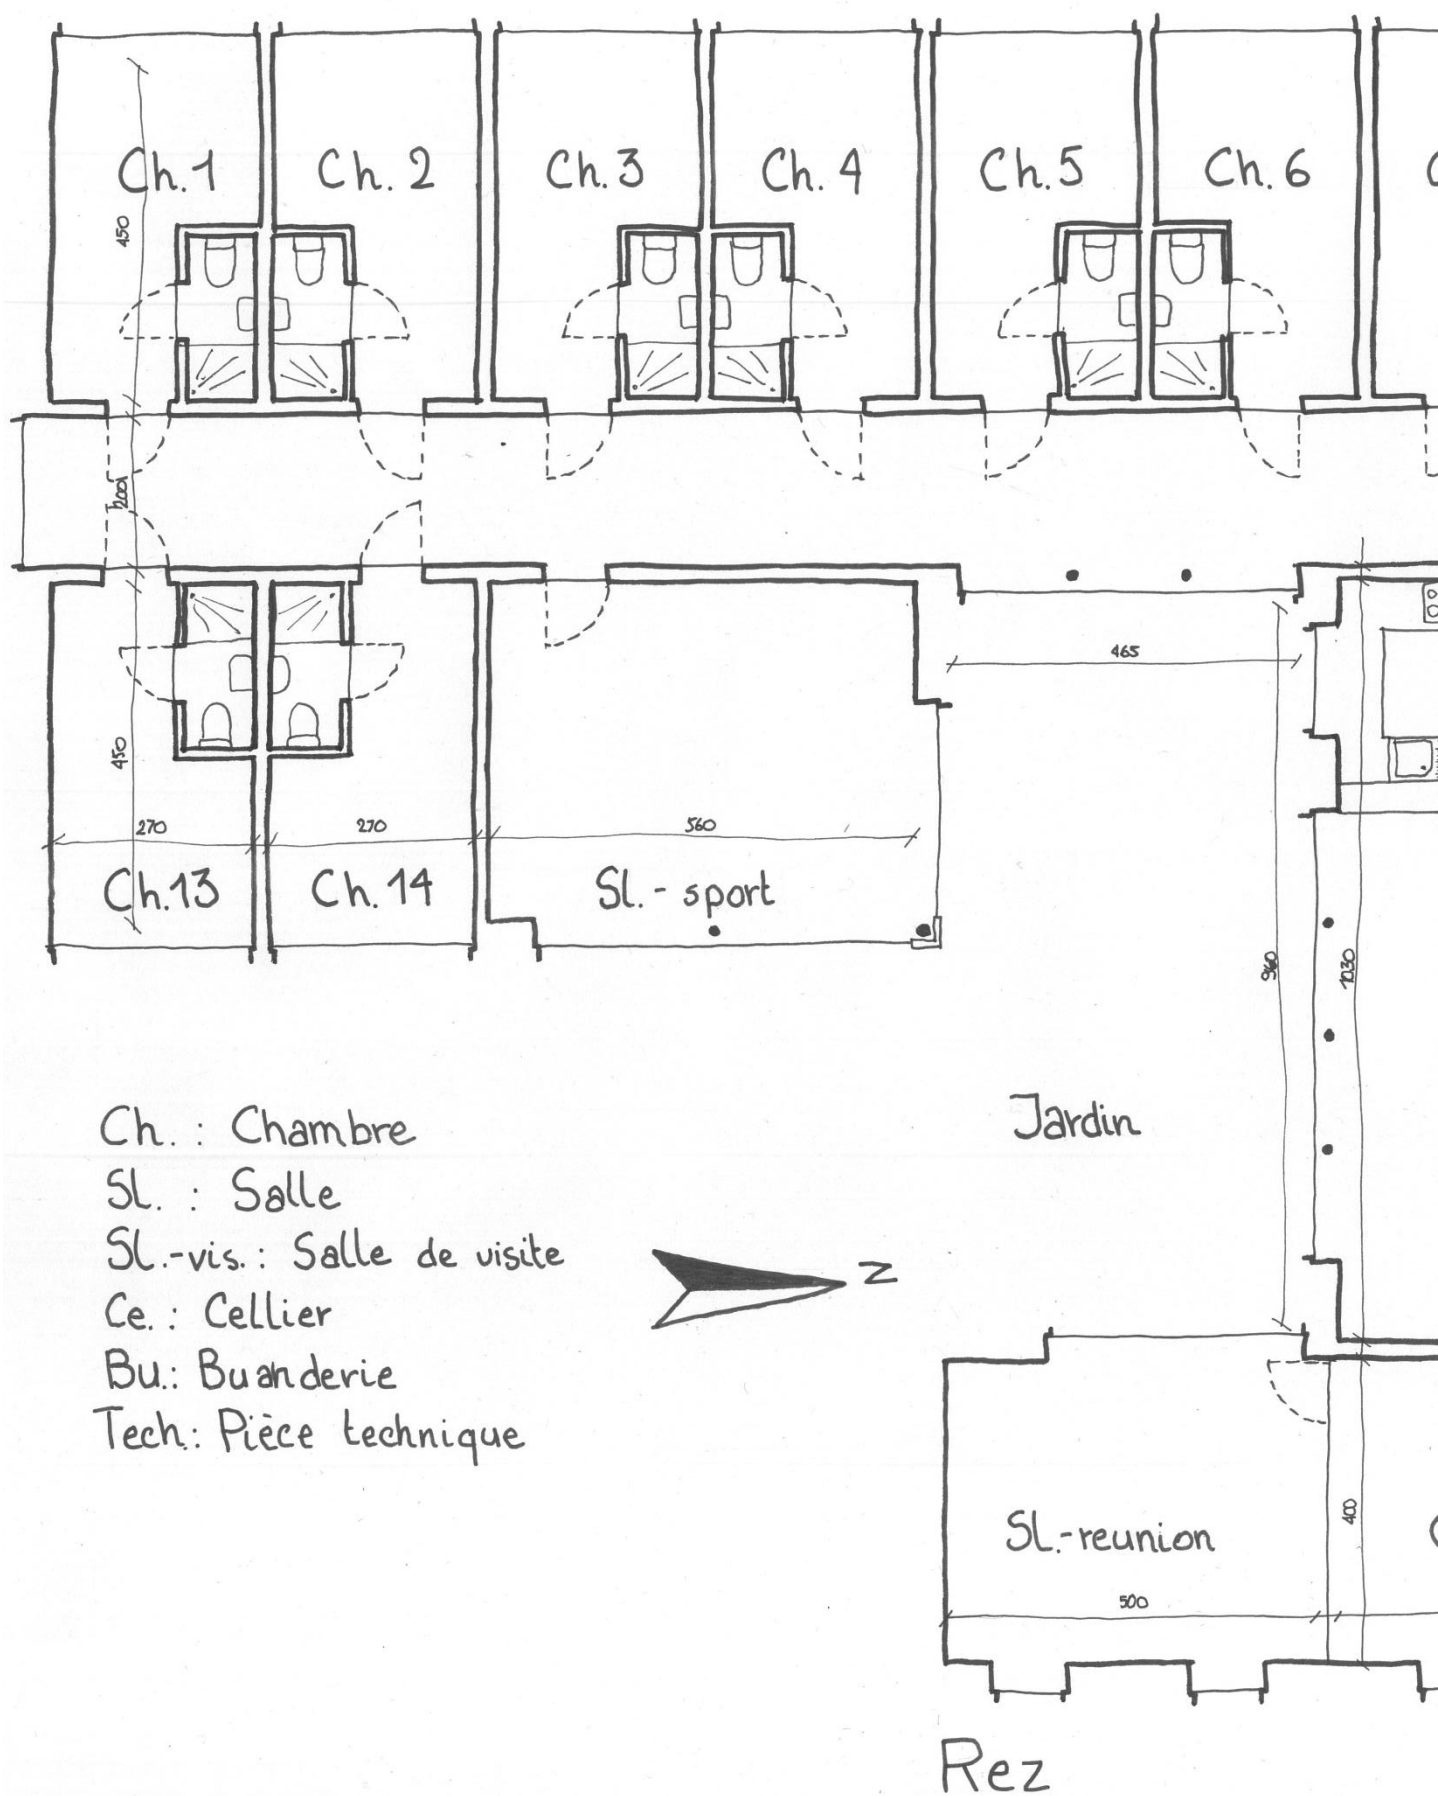 Ch.1
Ch. 2
Ch.3
Ch. 4
Ch.5
Ch. 6
450
200
465
450
270
270
560
Ch.13
Ch. 14
Sl.- sport
960
1030
Jardin
Ch. : Chambre
Sl. : Salle
Sl.-vis. : Salle de visite
Ce. : Cellier
Bu.: Buanderie
Tech.: Pièce technique
N
Sl.-reunion
400
500
Rez